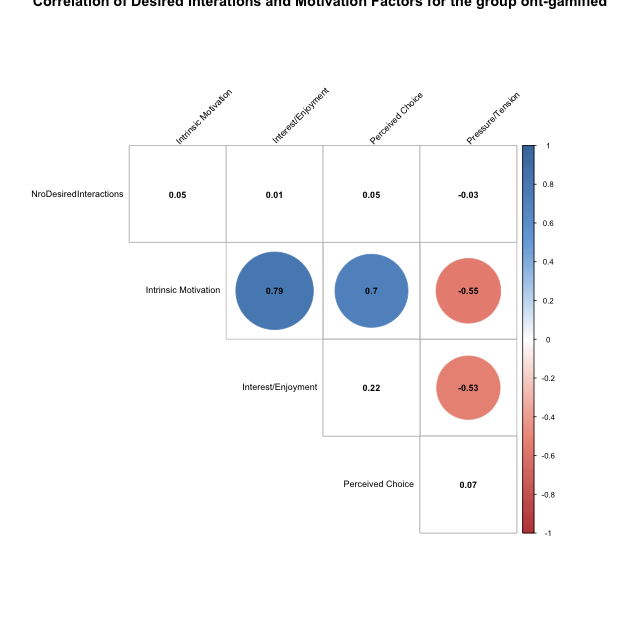 Correlation of Desired Interations and Motivation Factors for the group ont-gamified
Intrinsic Motivation
Interest/Enjoyment
Perceived Choice
Pressure/Tension
NroDesiredInteractions 0.05 0.01 0.05 -0.03
Intrinsic Motivation 0.79 0.7 -0.55
Interest/Enjoyment 0.22 -0.53
Perceived Choice 0.07
1
0.8
0.6
0.4
0.2
0
-0.2
-0.4
-0.6
-0.8
-1